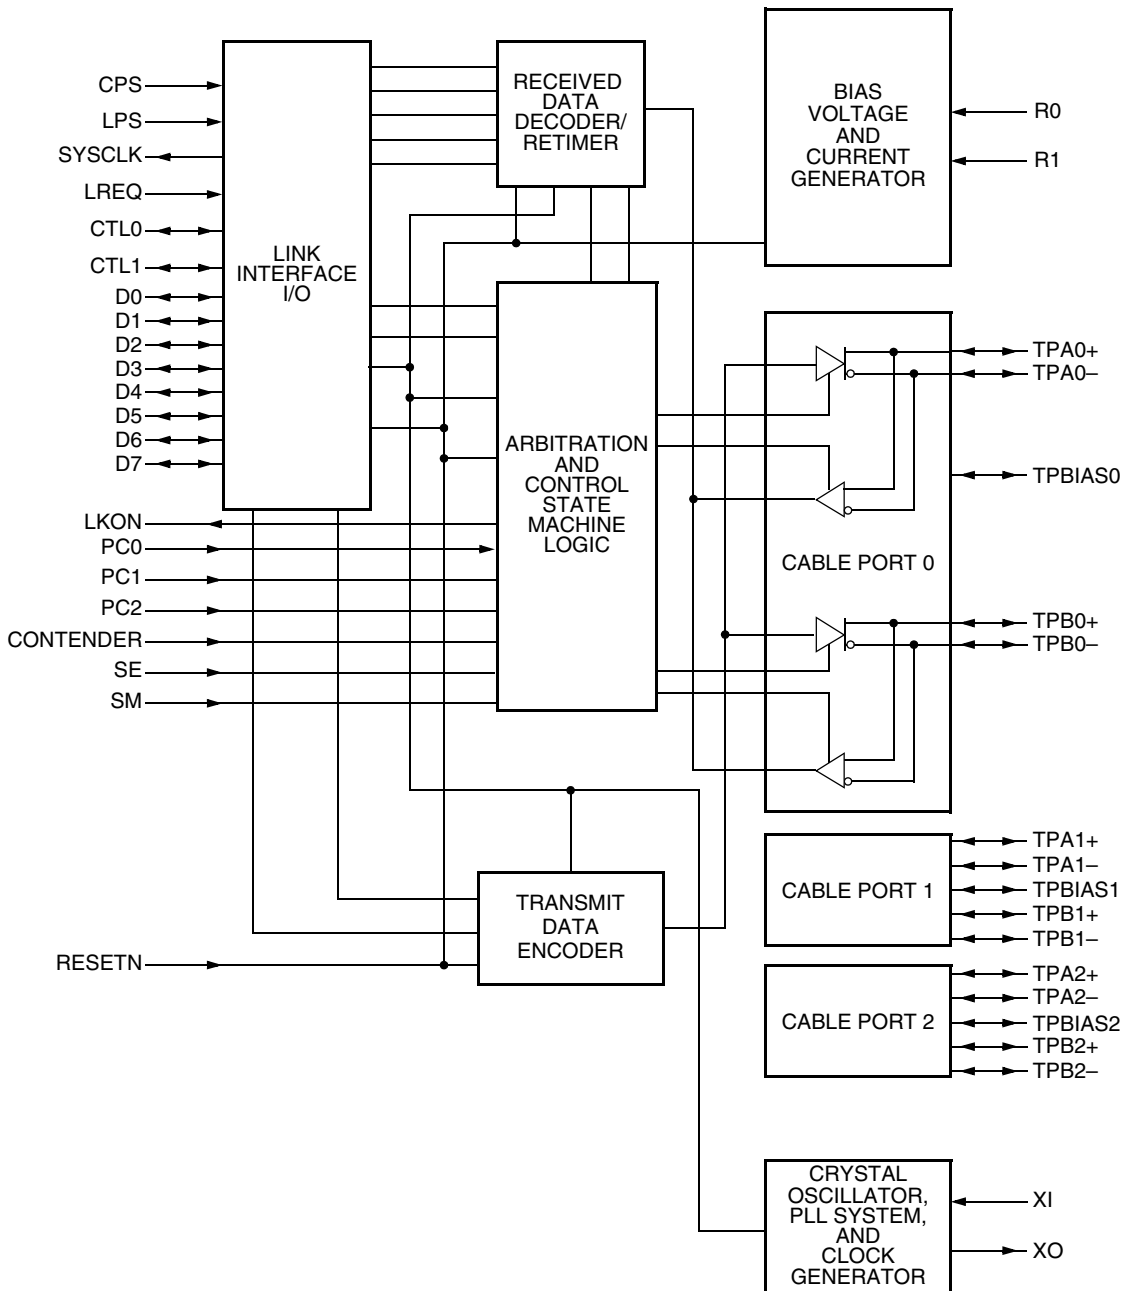 CPS
LPS
SYSCLK
LREQ
CTL0
CTL1
D0
D1
D2
D3
D4
D5
D6
D7
LKON
PC0
PC1
PC2
CONTENDER
SE
SM
RESETN
LINK
INTERFACE
I/O
RECEIVED
DATA
DECODER/
RETIMER
ARBITRATION
AND
CONTROL
STATE
MACHINE
LOGIC
TRANSMIT
DATA
ENCODER
BIAS
VOLTAGE
AND
CURRENT
GENERATOR
R0
R1
CABLE PORT 0
TPA0+
TPA0–
TPBIAS0
TPB0+
TPB0–
CABLE PORT 1
TPA1+
TPA1–
TPBIAS1
TPB1+
TPB1–
CABLE PORT 2
TPA2+
TPA2–
TPBIAS2
TPB2+
TPB2–
CRYSTAL
OSCILLATOR,
PLL SYSTEM,
AND
CLOCK
GENERATOR
XI
XO